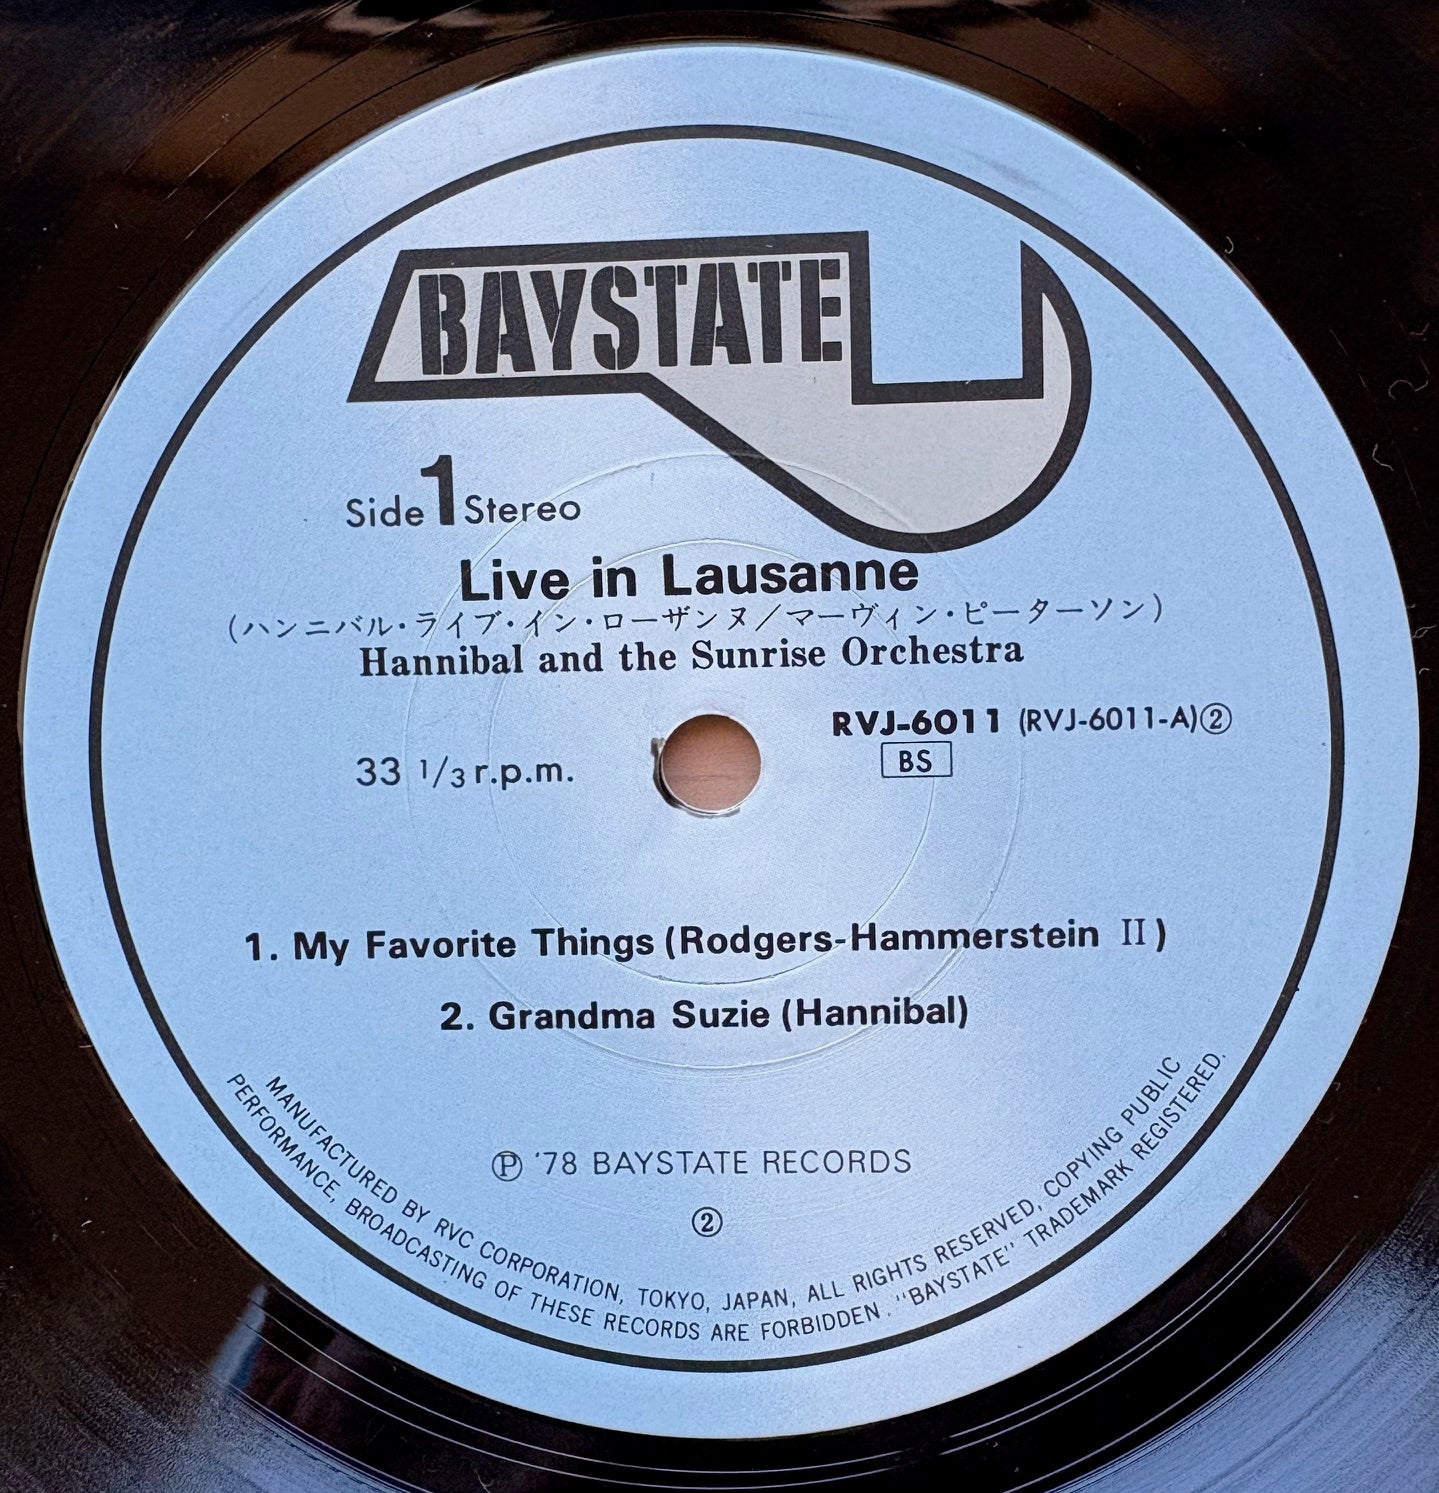 BAYSTATE
Side 1 Stereo
Live in Lausanne
(ハンニバル・ライブ・イン・ローザンヌ／マーヴィン・ピーターソン)
Hannibal and the Sunrise Orchestra
RVJ-6011 (RVJ-6011-A)②
BS
33 1/3 r.p.m.
1. My Favorite Things (Rodgers-Hammerstein II)
2. Grandma Suzie (Hannibal)
Ⓟ '78 BAYSTATE RECORDS
②
MANUFACTURED BY RVC CORPORATION, TOKYO, JAPAN, ALL RIGHTS RESERVED, COPYING PUBLIC
PERFORMANCE, BROADCASTING OF THESE RECORDS ARE FORBIDDEN. "BAYSTATE" TRADEMARK REGISTERED.